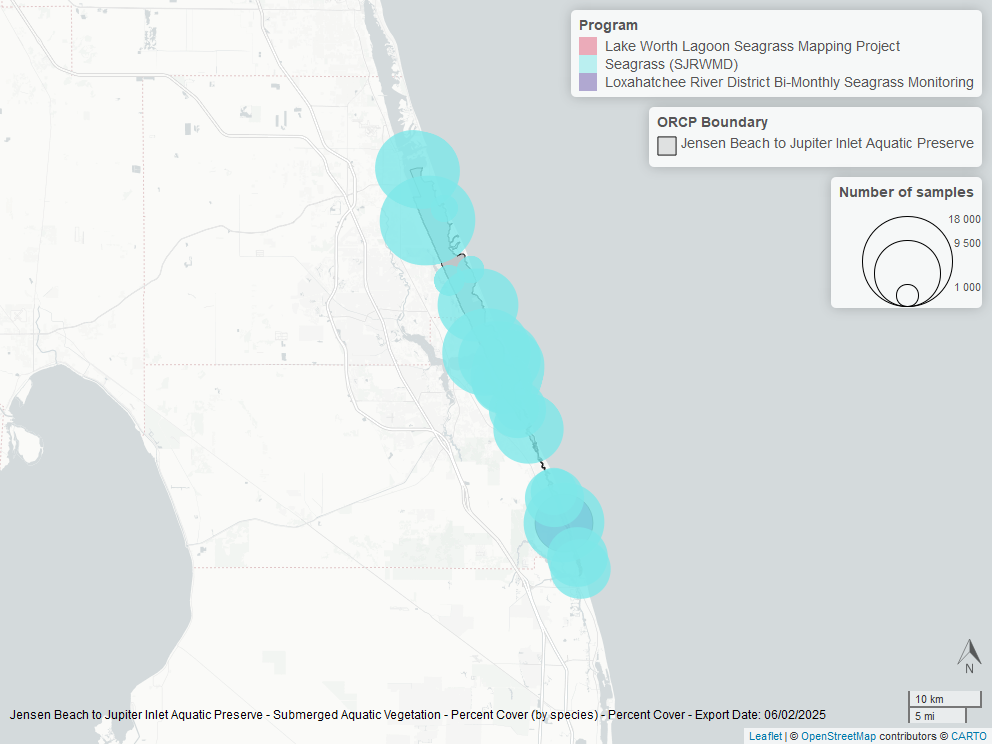 Program
Lake Worth Lagoon Seagrass Mapping Project
Seagrass (SJRWMD)
Loxahatchee River District Bi-Monthly Seagrass Monitoring
ORCP Boundary
Jensen Beach to Jupiter Inlet Aquatic Preserve
Number of samples
18 000
9 500
1 000
N
10 km
5 mi
Jensen Beach to Jupiter Inlet Aquatic Preserve - Submerged Aquatic Vegetation - Percent Cover (by species) - Percent Cover - Export Date: 06/02/2025
Leaflet | © OpenStreetMap contributors © CARTO